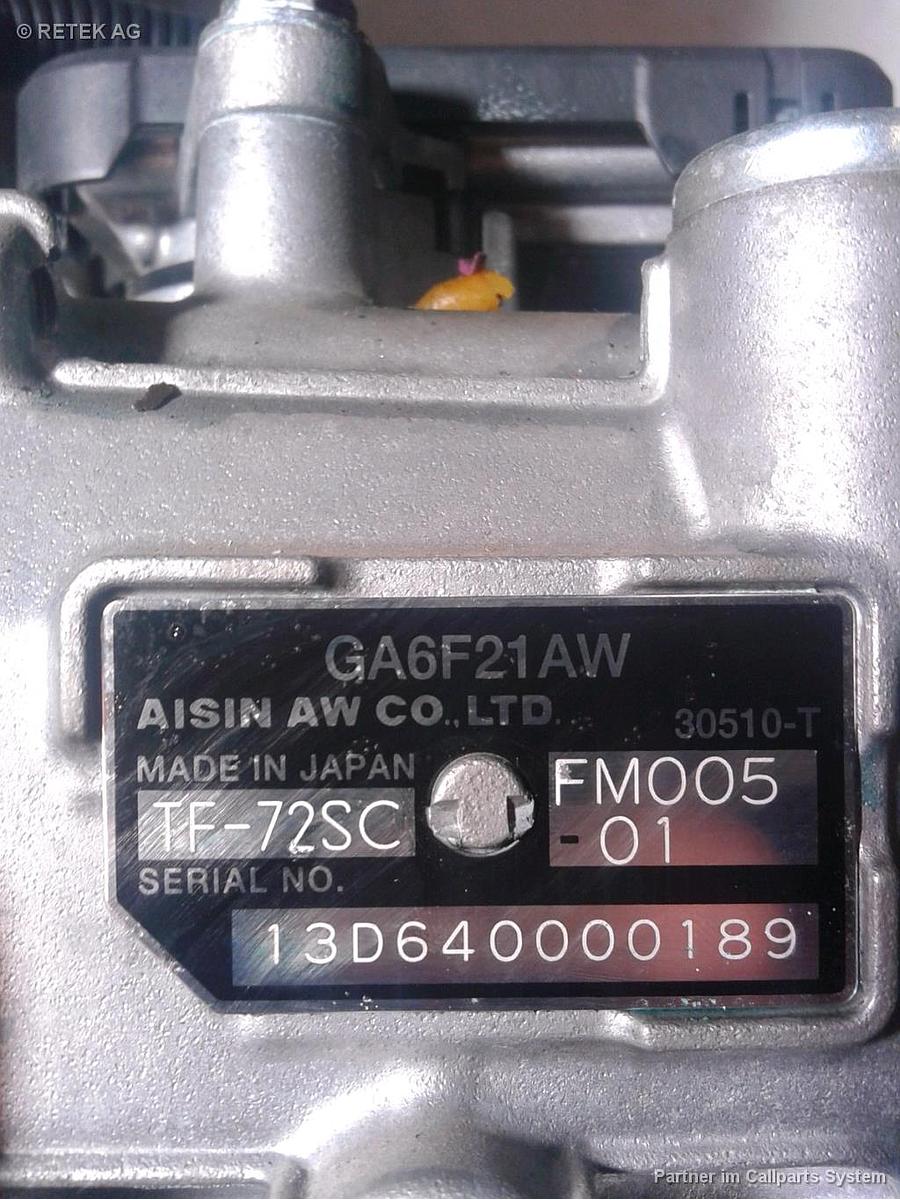 © RETEK AG
GA6F21AW
AISIN AW CO., LTD.
30510-T
MADE IN JAPAN
FM005
TF-72SC
-01
SERIAL NO.
13D640000189
Partner im Callparts System